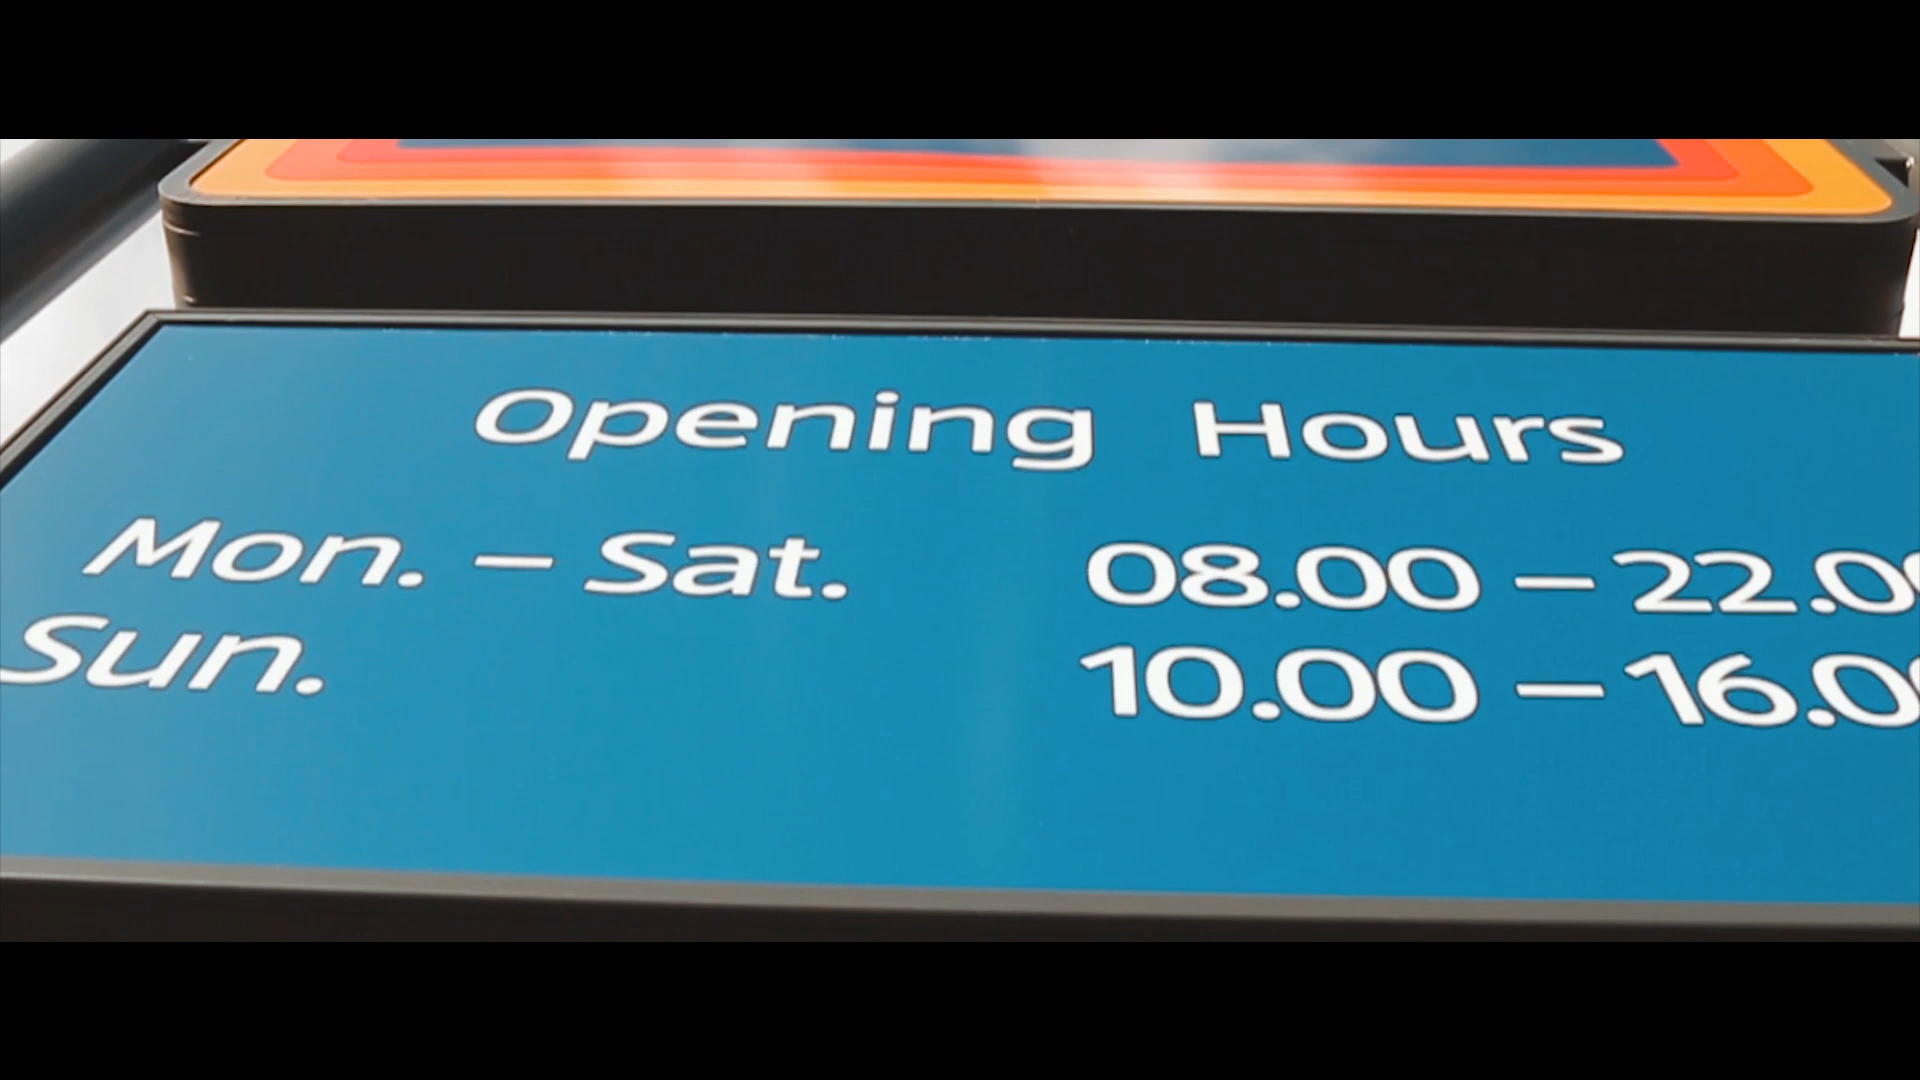 Opening Hours
Mon. – Sat. 08.00 – 22.0
Sun. 10.00 – 16.0